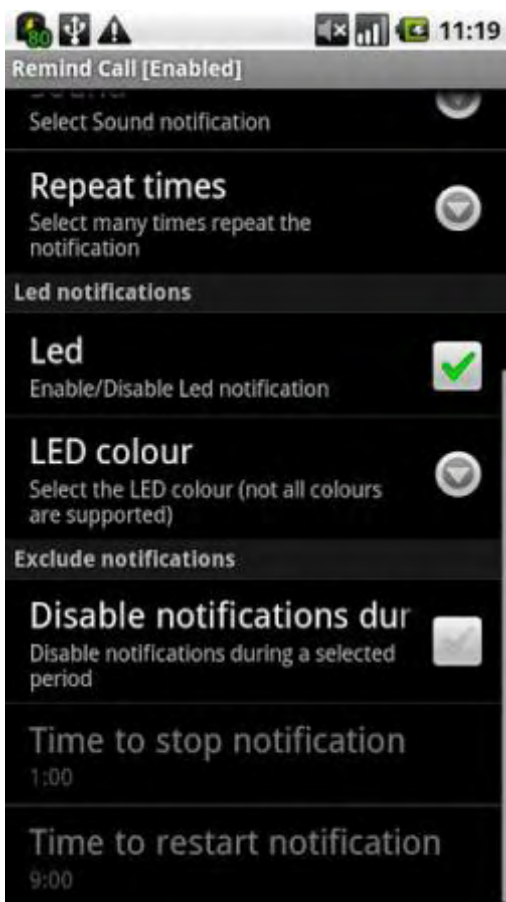 80
11:19
Remind Call [Enabled]
Sound
Select Sound notification
Repeat times
Select many times repeat the
notification
Led notifications
Led
Enable/Disable Led notification
LED colour
Select the LED colour (not all colours
are supported)
Exclude notifications
Disable notifications dur
Disable notifications during a selected
period
Time to stop notification
1:00
Time to restart notification
9:00